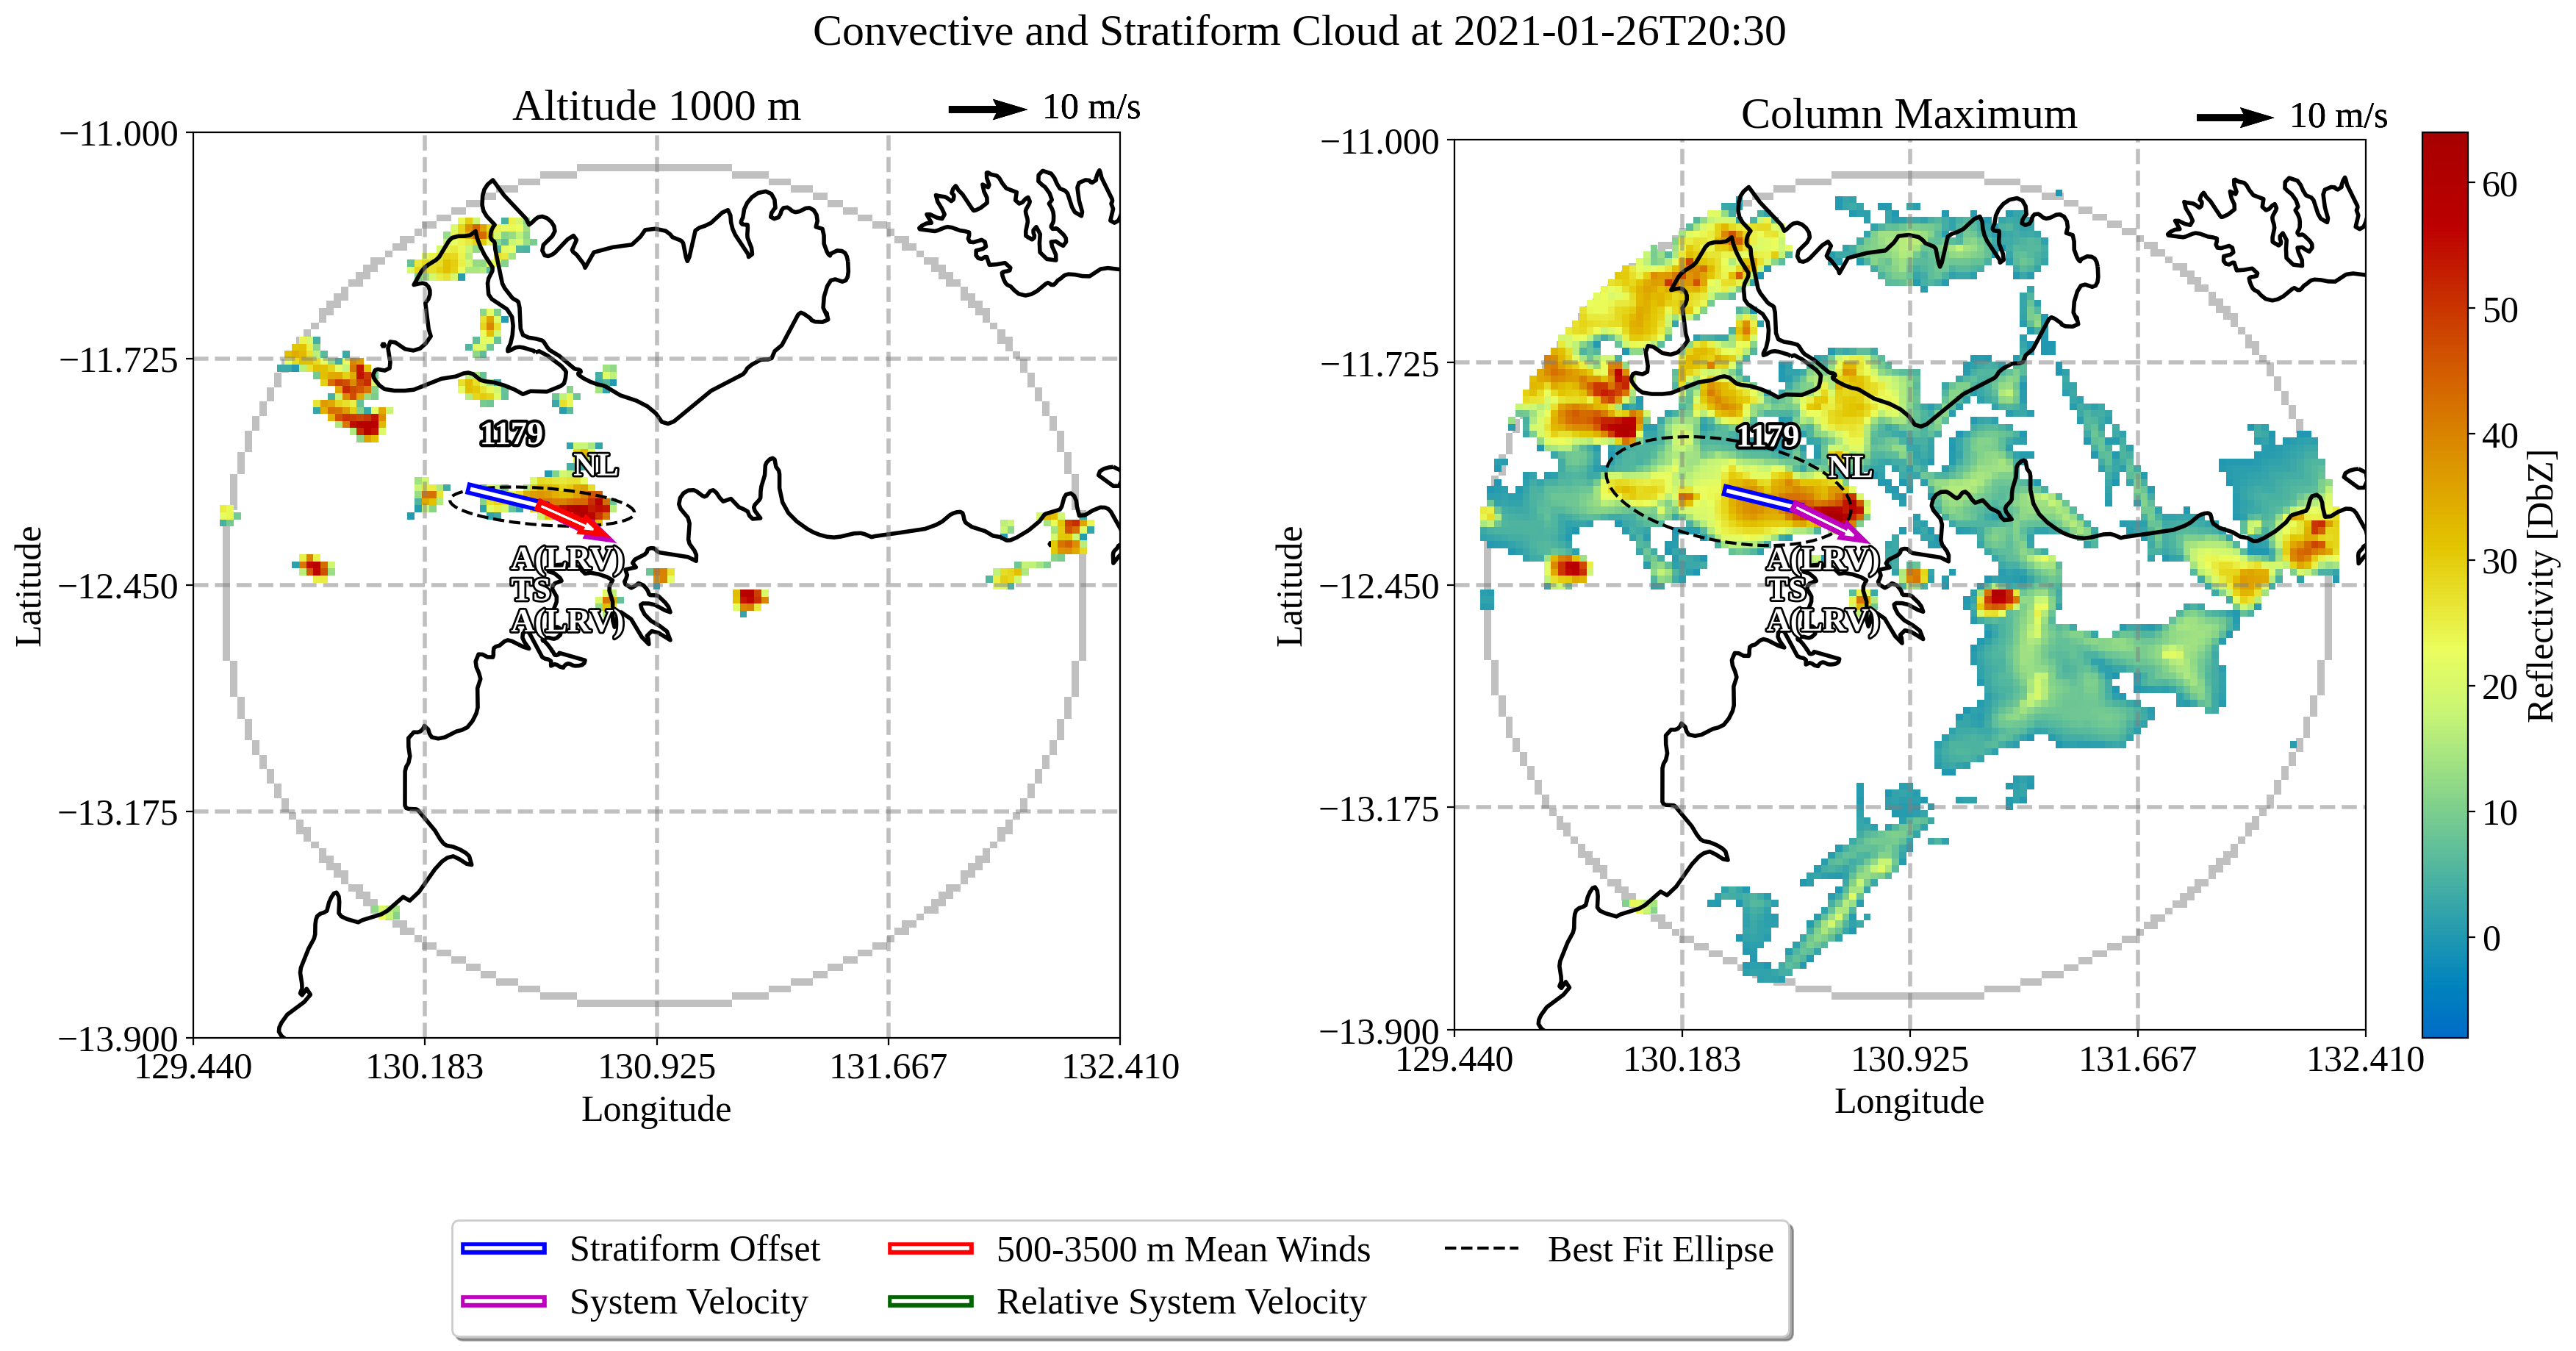 Convective and Stratiform Cloud at 2021-01-26T20:30
Altitude 1000 m
10 m/s
−11.000
−11.725
−12.450
−13.175
−13.900
129.440
130.183
130.925
131.667
132.410
Latitude
Longitude
1179
NL
A(LRV)
TS
A(LRV)
Column Maximum
10 m/s
−11.000
−11.725
−12.450
−13.175
−13.900
129.440
130.183
130.925
131.667
132.410
Latitude
Longitude
1179
NL
A(LRV)
TS
A(LRV)
60
50
40
30
20
10
0
Reflectivity [DbZ]
Stratiform Offset
System Velocity
500-3500 m Mean Winds
Relative System Velocity
Best Fit Ellipse